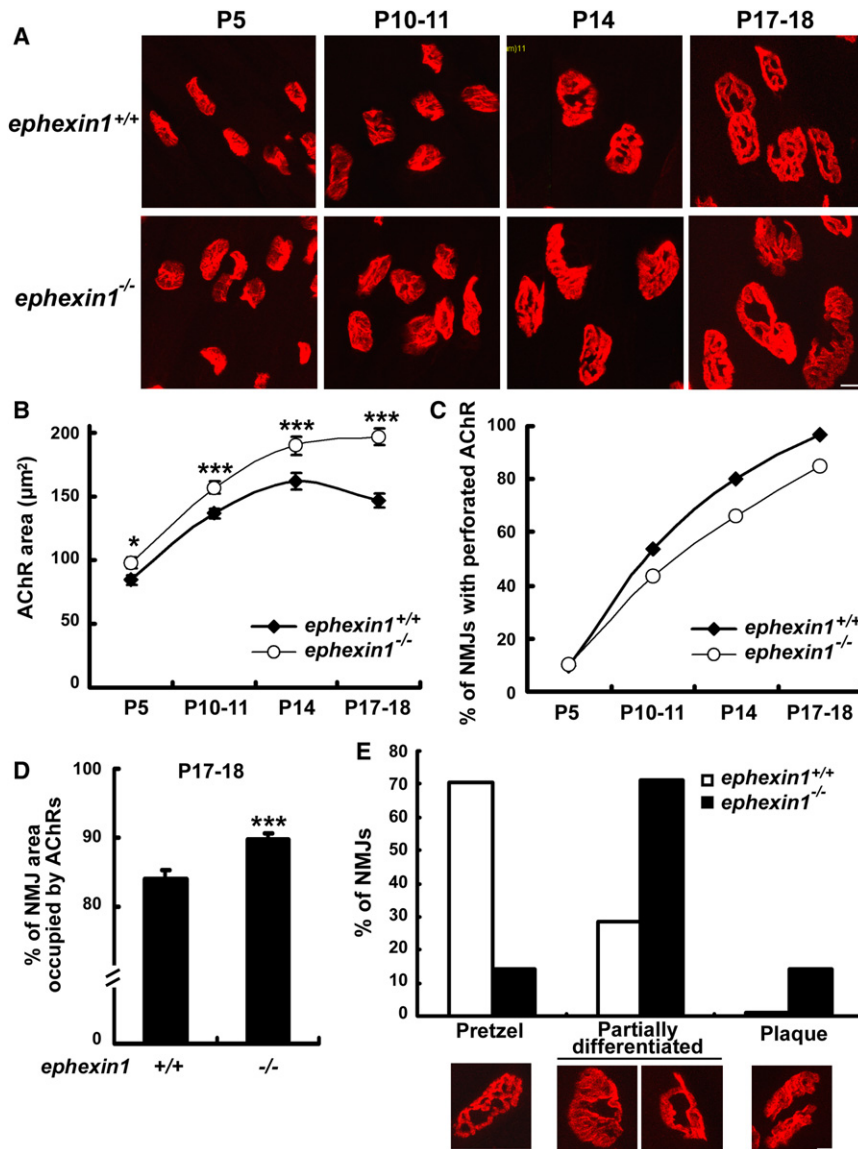 P5 P10-11 P14 P17-18
A
am)11
ephexin1+/+
ephexin1-/-
B
AChR area (µm²)
200
150
100
50
0
* *** *** ***
ephexin1+/+
ephexin1-/-
P5 P10-11 P14 P17-18
C
% of NMJs with perforated AChR
100
80
60
40
20
0
ephexin1+/+
ephexin1-/-
P5 P10-11 P14 P17-18
D
P17-18
% of NMJ area
occupied by AChRs
100
90
80
0
***
ephexin1 +/+ -/-
E
% of NMJs
80
70
60
50
40
30
20
10
0
ephexin1+/+
ephexin1-/-
Pretzel Partially Plaque
differentiated